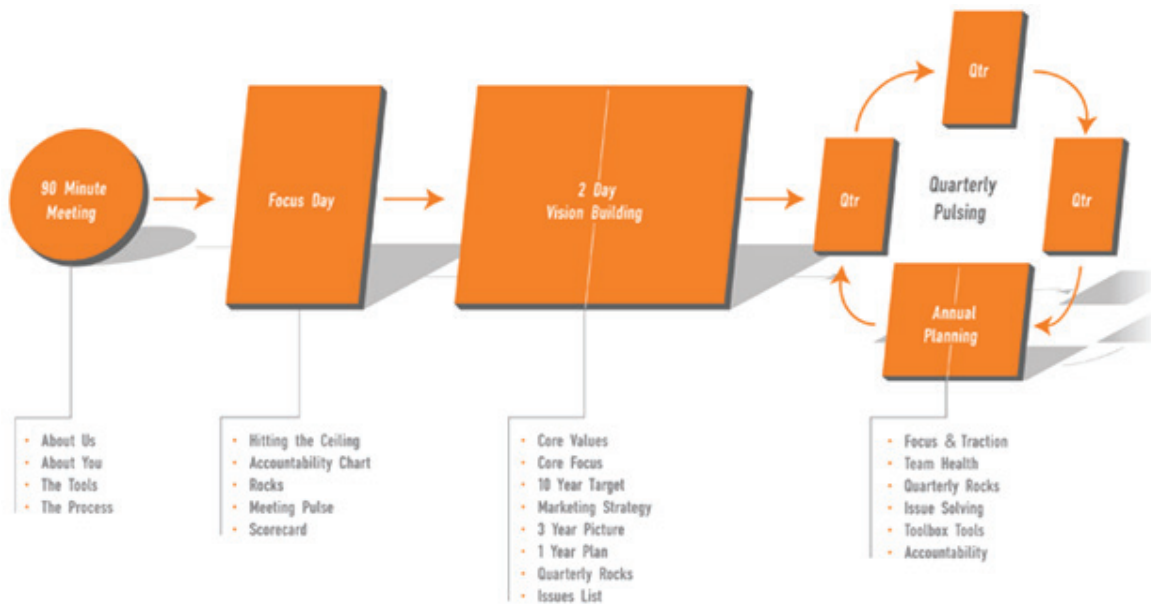 90 Minute
Meeting
Focus Day
2 Day
Vision Building
Qtr
Qtr
Qtr
Quarterly
Pulsing
Annual
Planning
• About Us
• About You
• The Tools
• The Process
• Hitting the Ceiling
• Accountability Chart
• Rocks
• Meeting Pulse
• Scorecard
• Core Values
• Core Focus
• 10 Year Target
• Marketing Strategy
• 3 Year Picture
• 1 Year Plan
• Quarterly Rocks
• Issues List
• Focus & Traction
• Team Health
• Quarterly Rocks
• Issue Solving
• Toolbox Tools
• Accountability